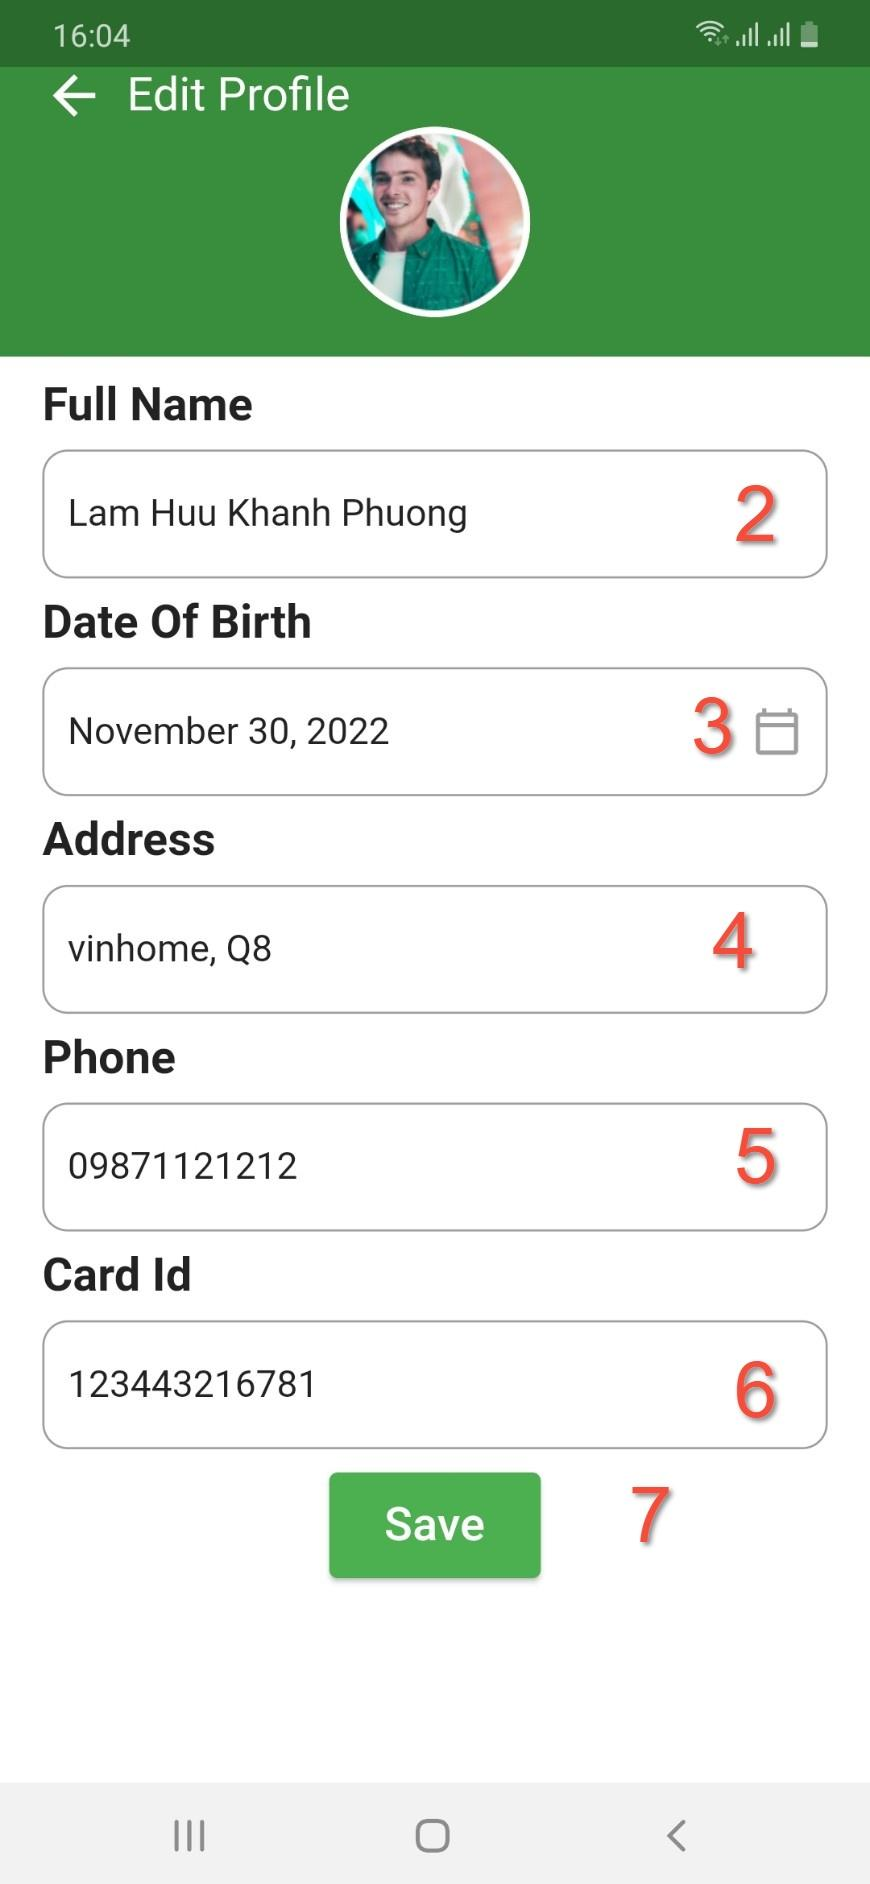 16:04
Edit Profile
Full Name
Lam Huu Khanh Phuong 2
Date Of Birth
November 30, 2022 3
Address
vinhome, Q8 4
Phone
09871121212 5
Card Id
123443216781 6
Save 7